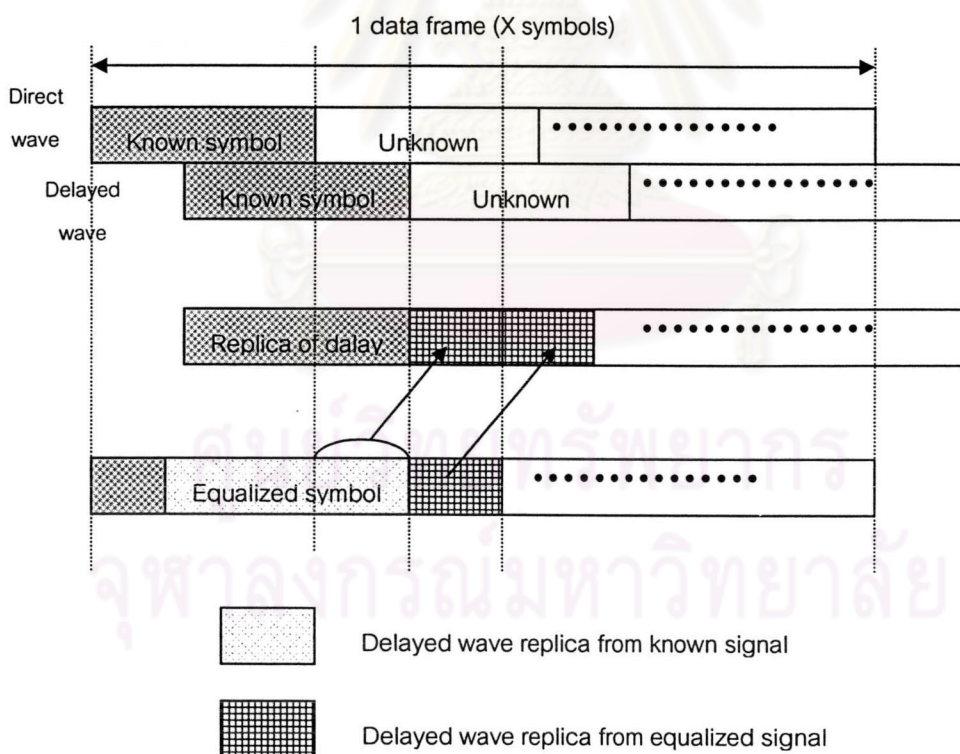 1 data frame (X symbols)
Direct
wave
Known symbol
Unknown
Delayed
wave
Known symbol
Unknown
Replica of dalay
Equalized symbol
ศูนย์วิทยทรัพยากร
จุฬาลงกรณ์มหาวิทยาลัย
Delayed wave replica from known signal
Delayed wave replica from equalized signal